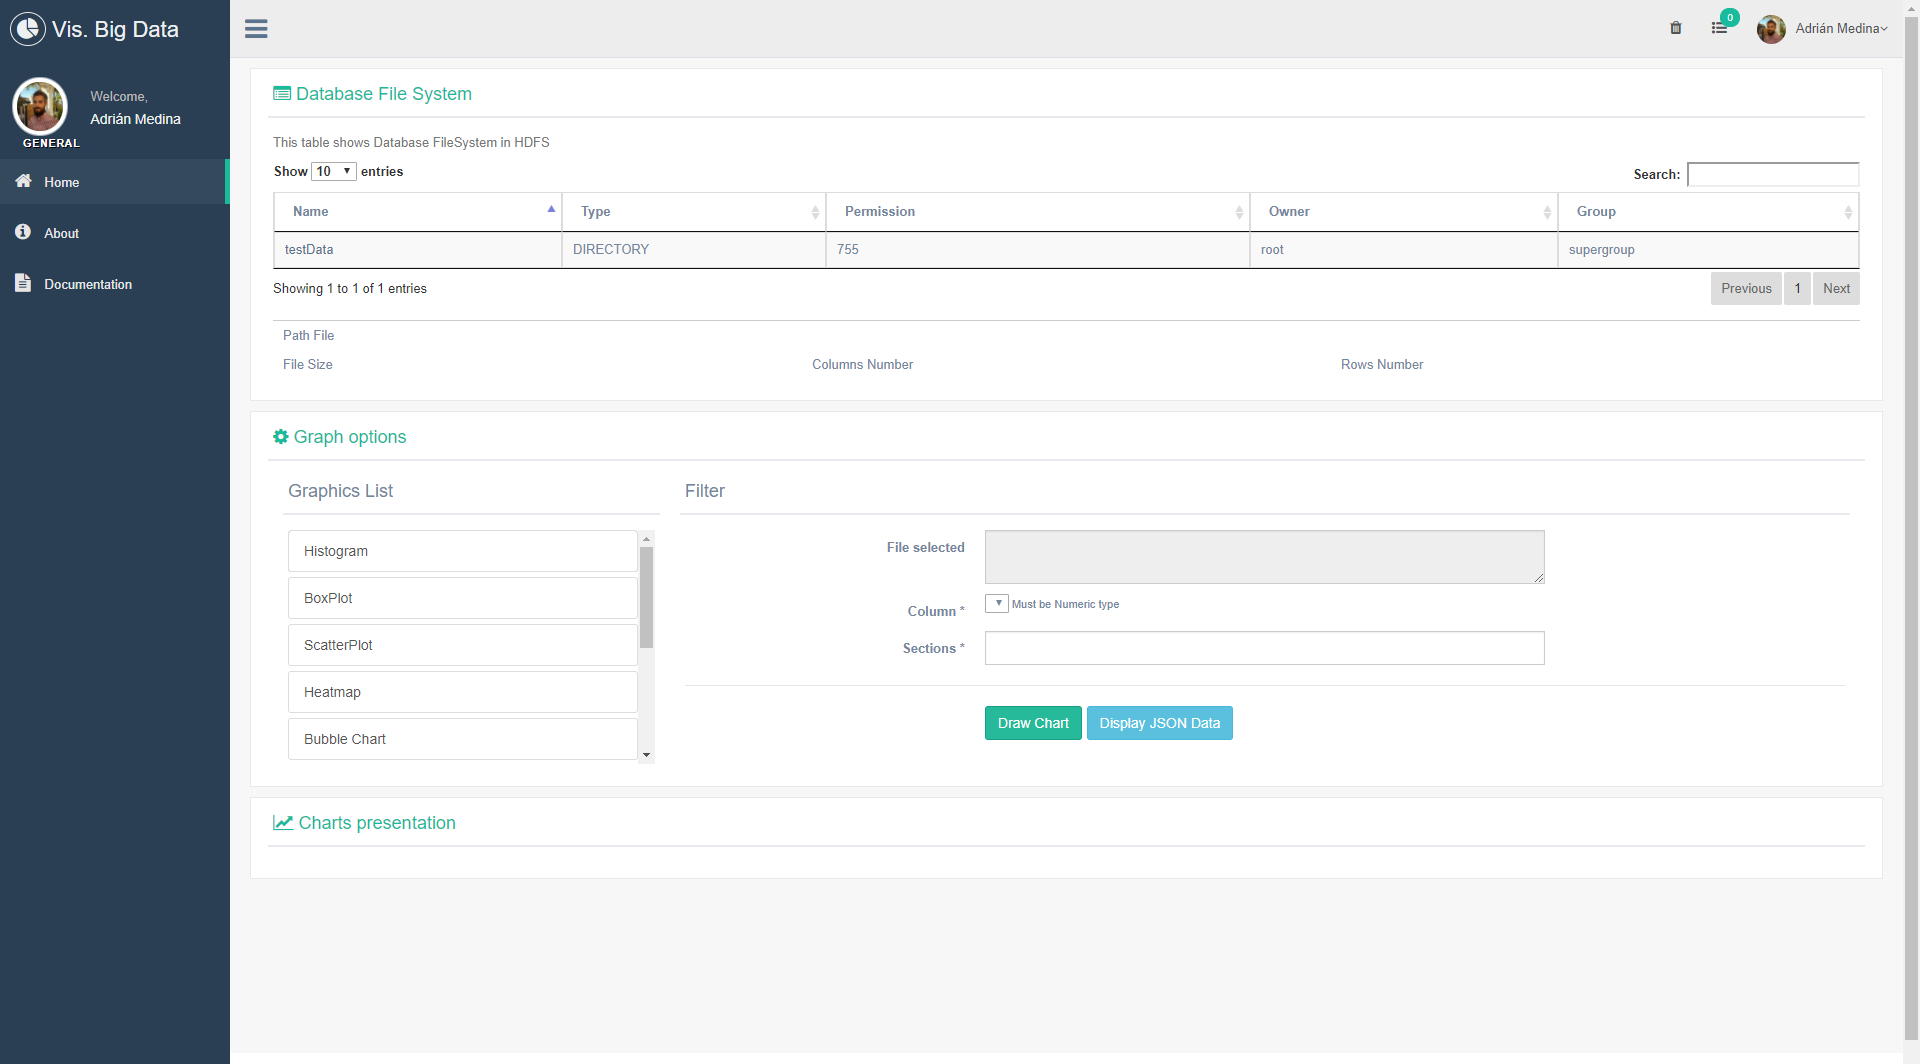 Vis. Big Data
0
Adrián Medina
Welcome,
Adrián Medina
GENERAL
Home
About
Documentation
Database File System
This table shows Database FileSystem in HDFS
Show 10 entries
Search:
Name Type Permission Owner Group
testData DIRECTORY 755 root supergroup
Showing 1 to 1 of 1 entries
Previous 1 Next
Path File
File Size Columns Number Rows Number
Graph options
Graphics List
Histogram
BoxPlot
ScatterPlot
Heatmap
Bubble Chart
Filter
File selected
Column * Must be Numeric type
Sections *
Draw Chart Display JSON Data
Charts presentation